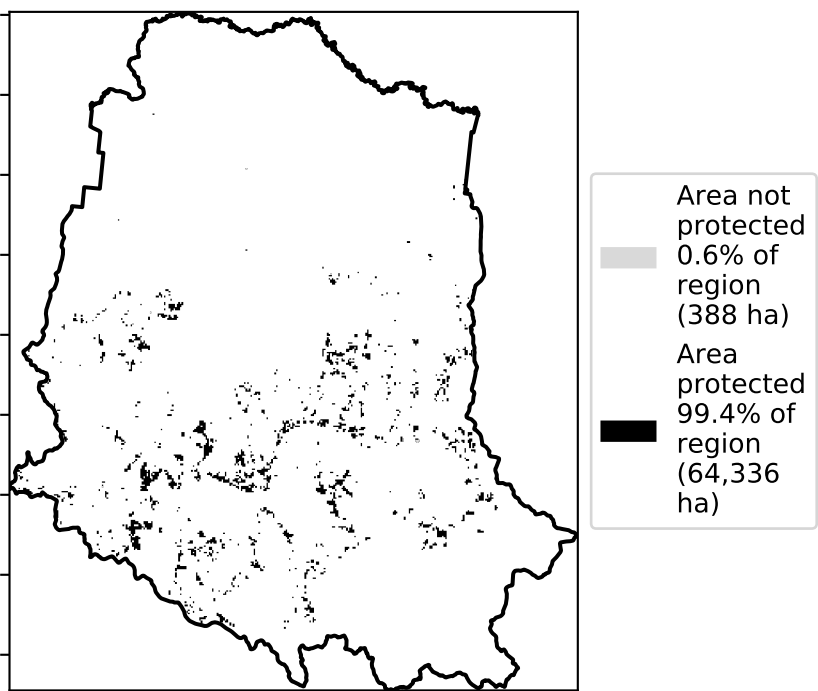 Area not
protected
0.6% of
region
(388 ha)
Area
protected
99.4% of
region
(64,336
ha)